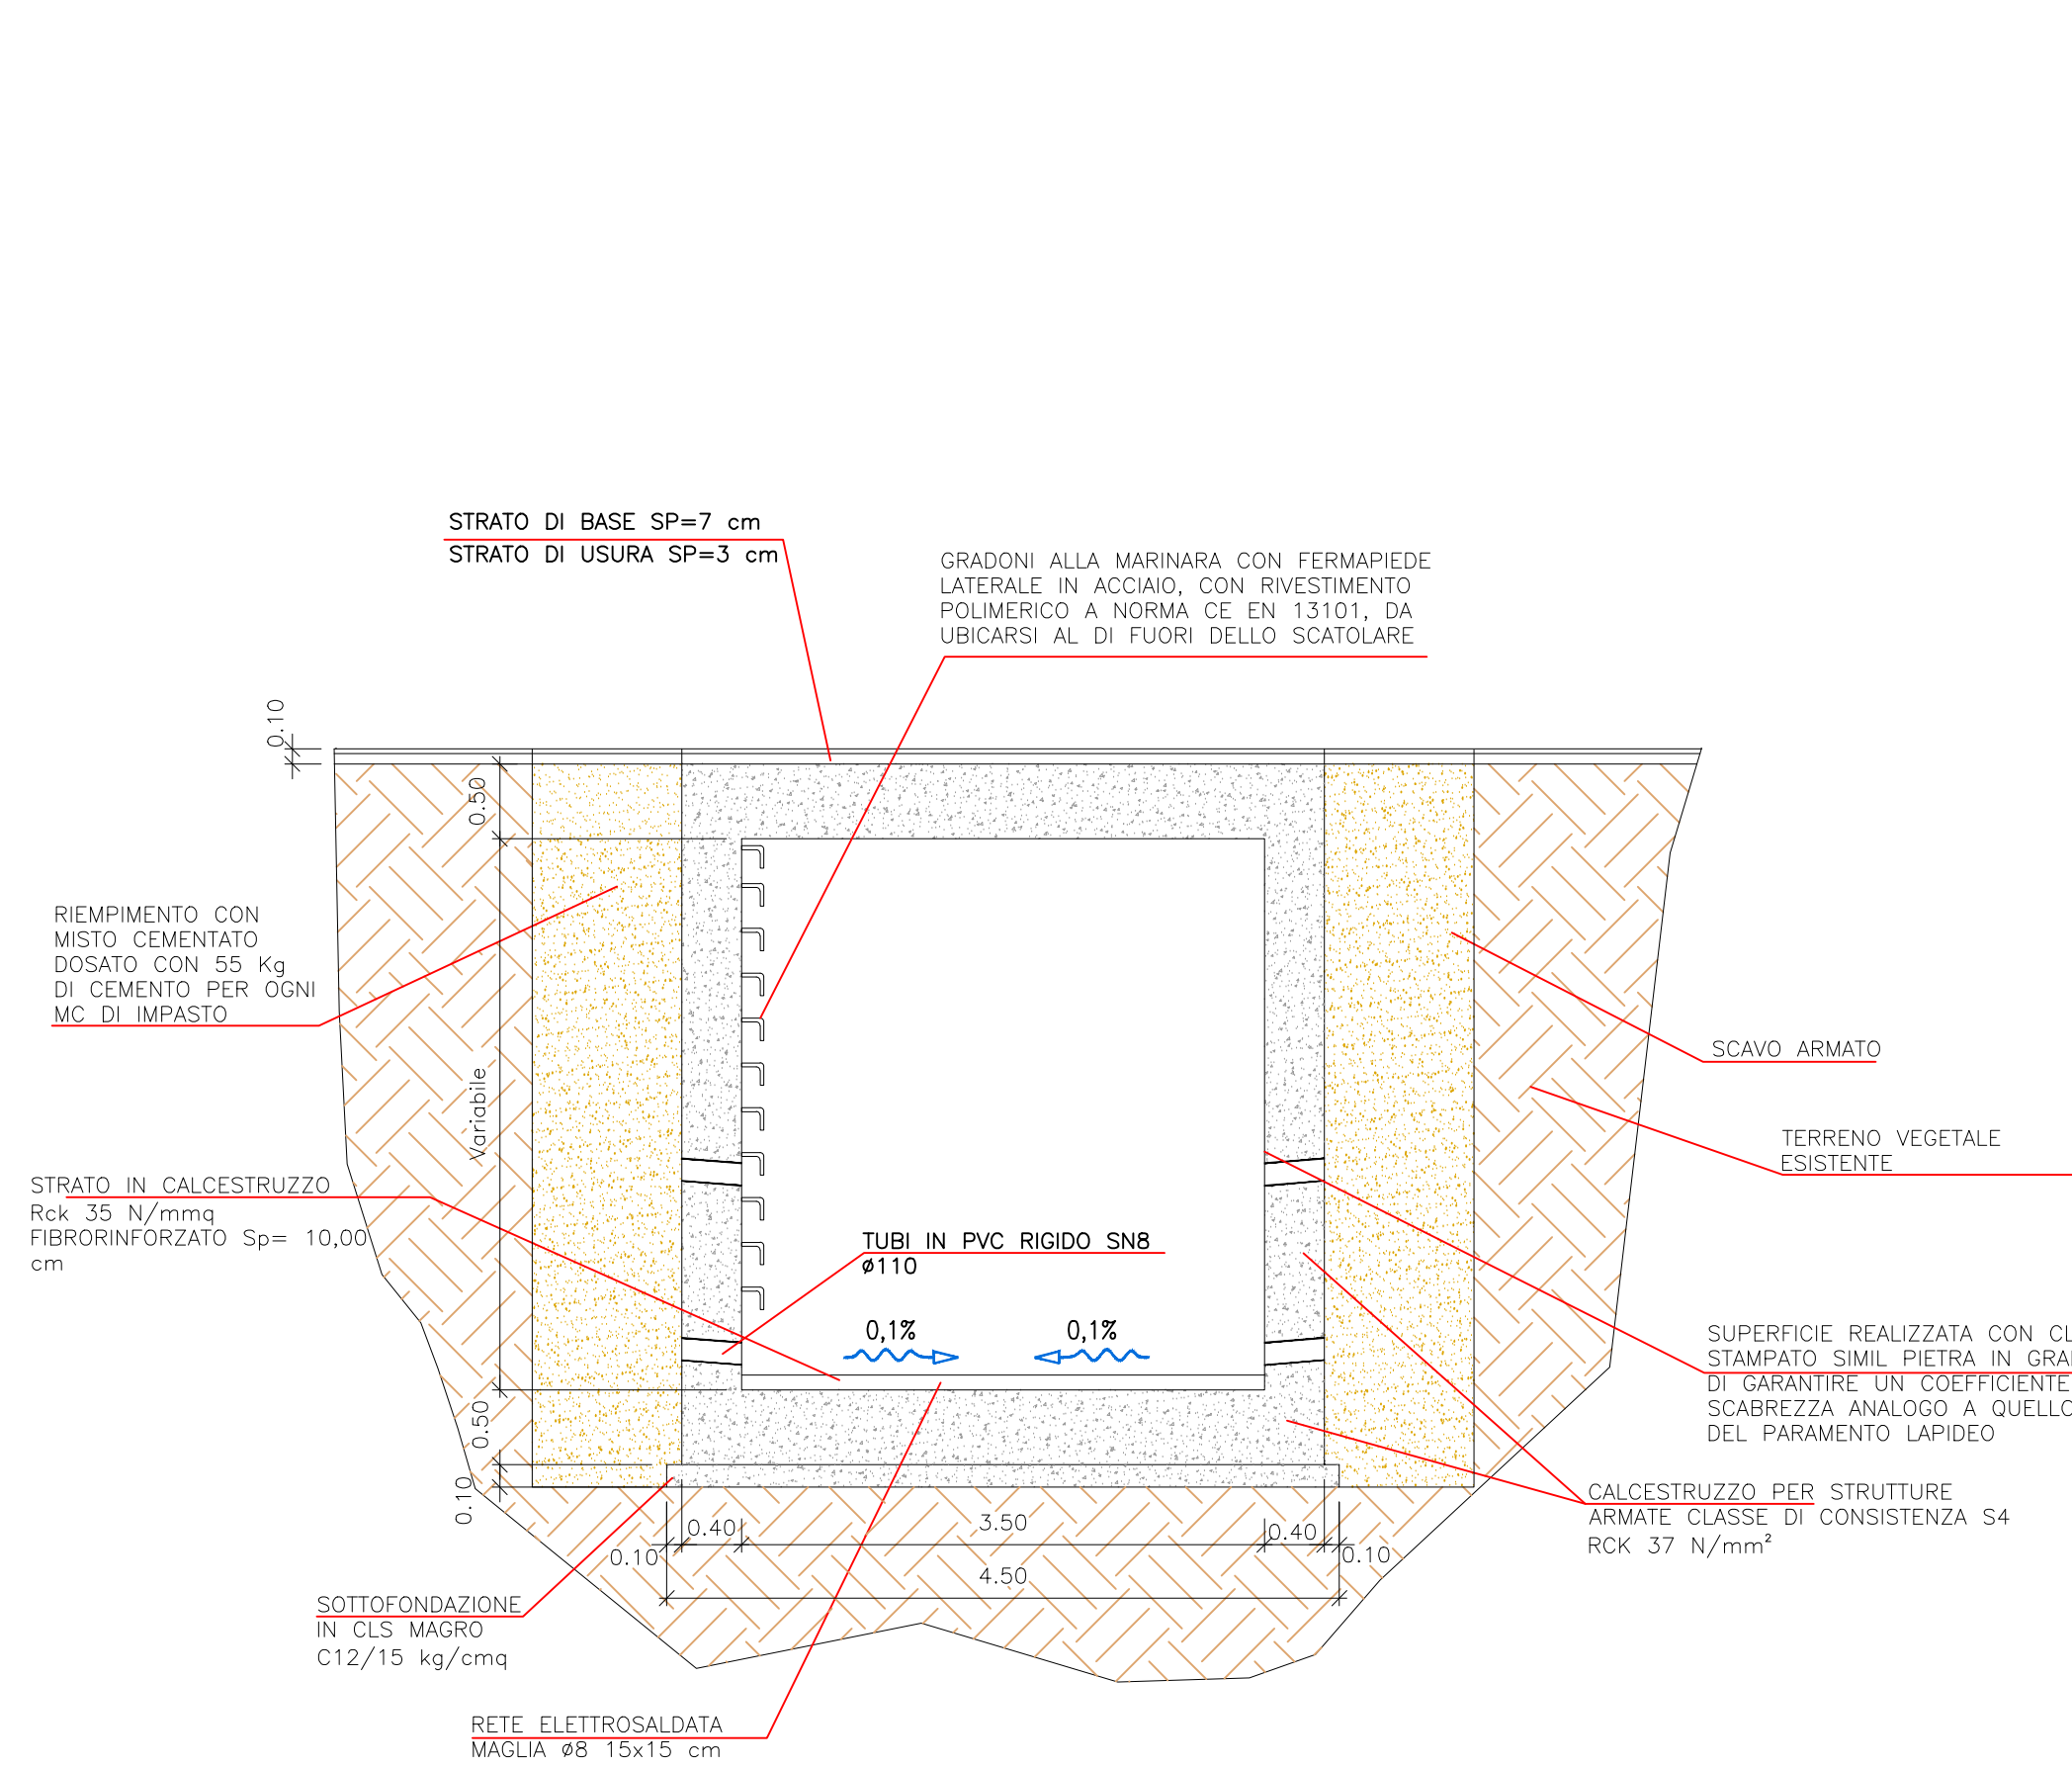 STRATO DI BASE SP=7 cm
STRATO DI USURA SP=3 cm
GRADONI ALLA MARINARA CON FERMAPIEDE
LATERALE IN ACCIAIO, CON RIVESTIMENTO
POLIMERICO A NORMA CE EN 13101, DA
UBICARSI AL DI FUORI DELLO SCATOLARE
0.10
0.50
RIEMPIMENTO CON
MISTO CEMENTATO
DOSATO CON 55 Kg
DI CEMENTO PER OGNI
MC DI IMPASTO
SCAVO ARMATO
Variabile
TERRENO VEGETALE
ESISTENTE
STRATO IN CALCESTRUZZO
Rck 35 N/mmq
FIBRORINFORZATO Sp= 10,00
cm
TUBI IN PVC RIGIDO SN8
ø110
0,1%
0,1%
SUPERFICIE REALIZZATA CON
STAMPATO SIMIL PIETRA IN
DI GARANTIRE UN COEFFICIENTE
SCABREZZA ANALOGO A QUELLO
DEL PARAMENTO LAPIDEO
0.50
0.10
CALCESTRUZZO PER STRUTTURE
ARMATE CLASSE DI CONSISTENZA S4
RCK 37 N/mm²
0.10
0.40
3.50
0.40
0.10
4.50
SOTTOFONDAZIONE
IN CLS MAGRO
C12/15 kg/cmq
RETE ELETTROSALDATA
MAGLIA ø8 15x15 cm